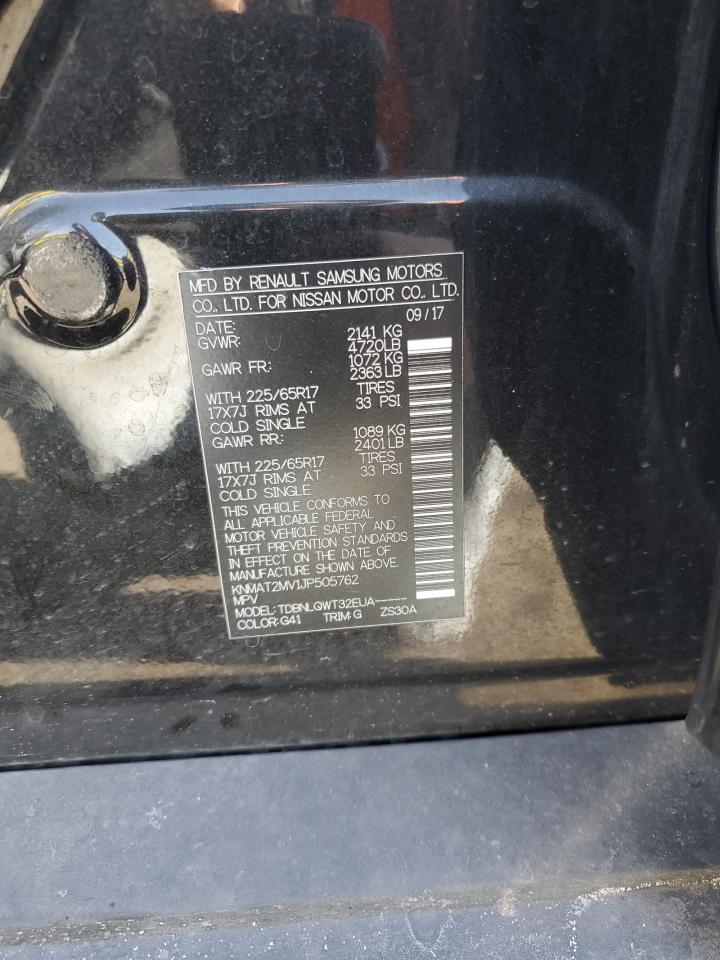 MFD BY RENAULT SAMSUNG MOTORS
CO., LTD. FOR NISSAN MOTOR CO., LTD.
DATE: 09/17
GVWR: 2141 KG
4720LB
GAWR FR: 1072 KG
2363LB
WITH 225/65R17 TIRES
17X7J RIMS AT 33 PSI
COLD SINGLE
GAWR RR: 1089 KG
2401LB
WITH 225/65R17 TIRES
17X7J RIMS AT 33 PSI
COLD SINGLE
THIS VEHICLE CONFORMS TO
ALL APPLICABLE FEDERAL
MOTOR VEHICLE SAFETY AND
THEFT PREVENTION STANDARDS
IN EFFECT ON THE DATE OF
MANUFACTURE SHOWN ABOVE.
KNMAT2MV1JP505762
MPV
MODEL: TDBNLQWT32EUA-----
COLOR:G41 TRIM:G ZS30A